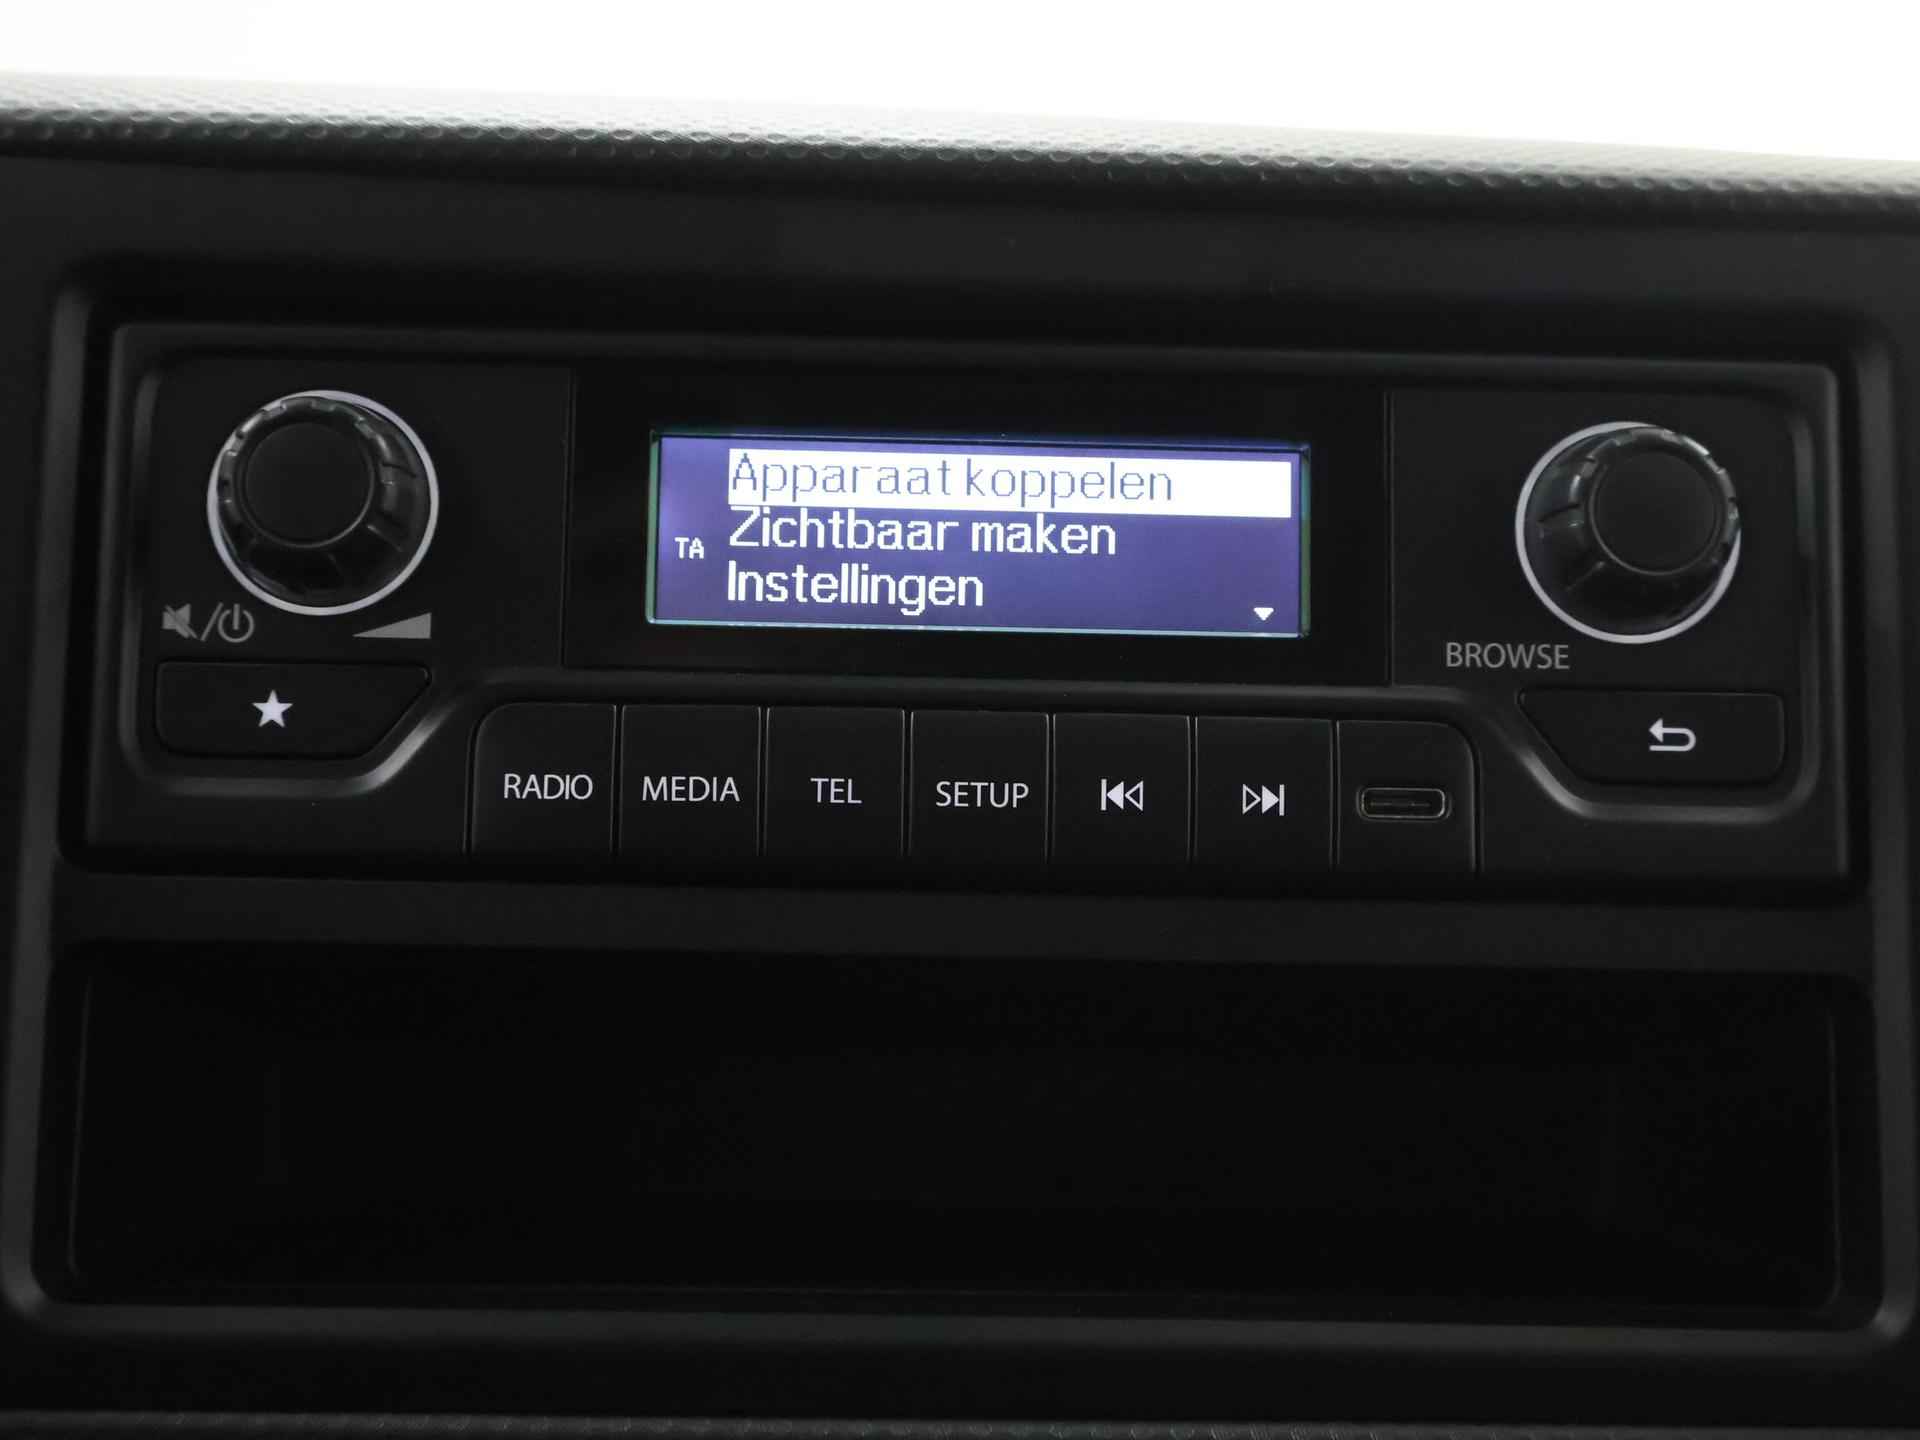 Apparaat koppelen
Zichtbaar maken
TA
Instellingen
BROWSE
RADIO MEDIA TEL SETUP